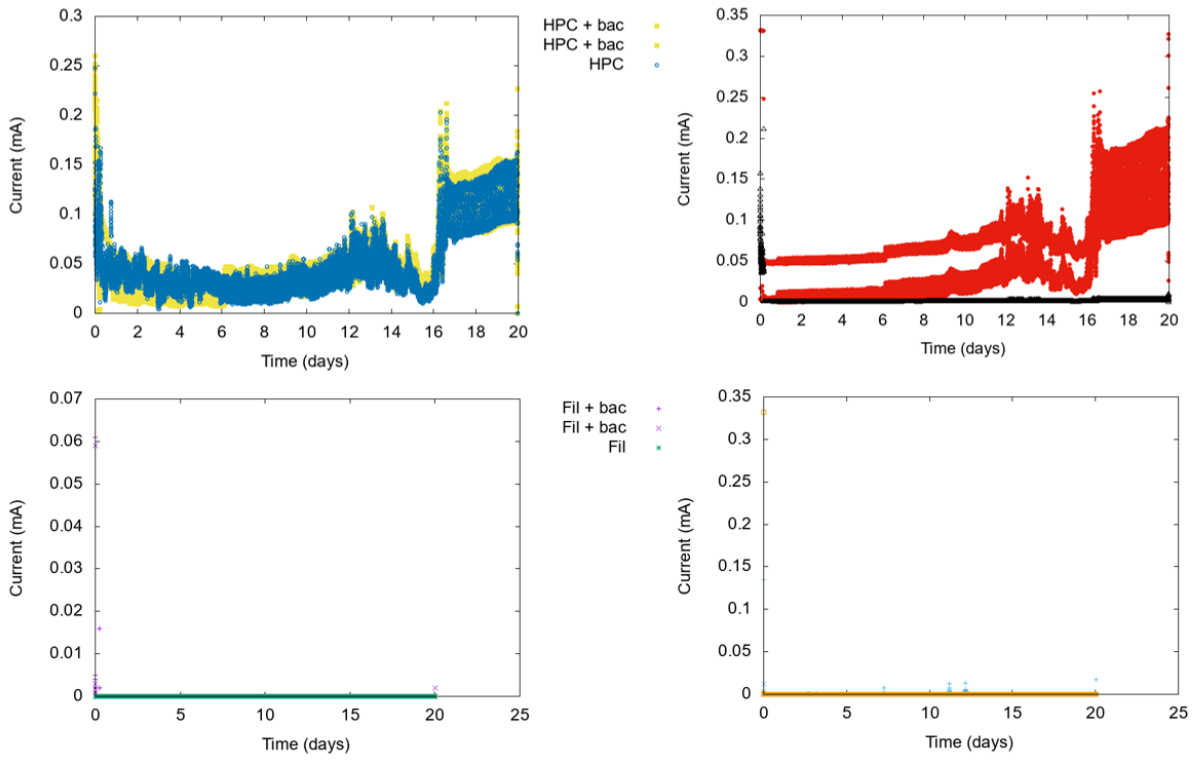 0.3
0.25
0.2
0.15
0.1
0.05
0
Current (mA)
0 2 4 6 8 10 12 14 16 18 20
Time (days)
HPC + bac
HPC + bac
HPC
0.35
0.3
0.25
0.2
0.15
0.1
0.05
0
Current (mA)
0 2 4 6 8 10 12 14 16 18 20
Time (days)
0.07
0.06
0.05
0.04
0.03
0.02
0.01
0
Current (mA)
0 5 10 15 20 25
Time (days)
Fil + bac
Fil + bac
Fil
0.35
0.3
0.25
0.2
0.15
0.1
0.05
0
Current (mA)
0 5 10 15 20 25
Time (days)